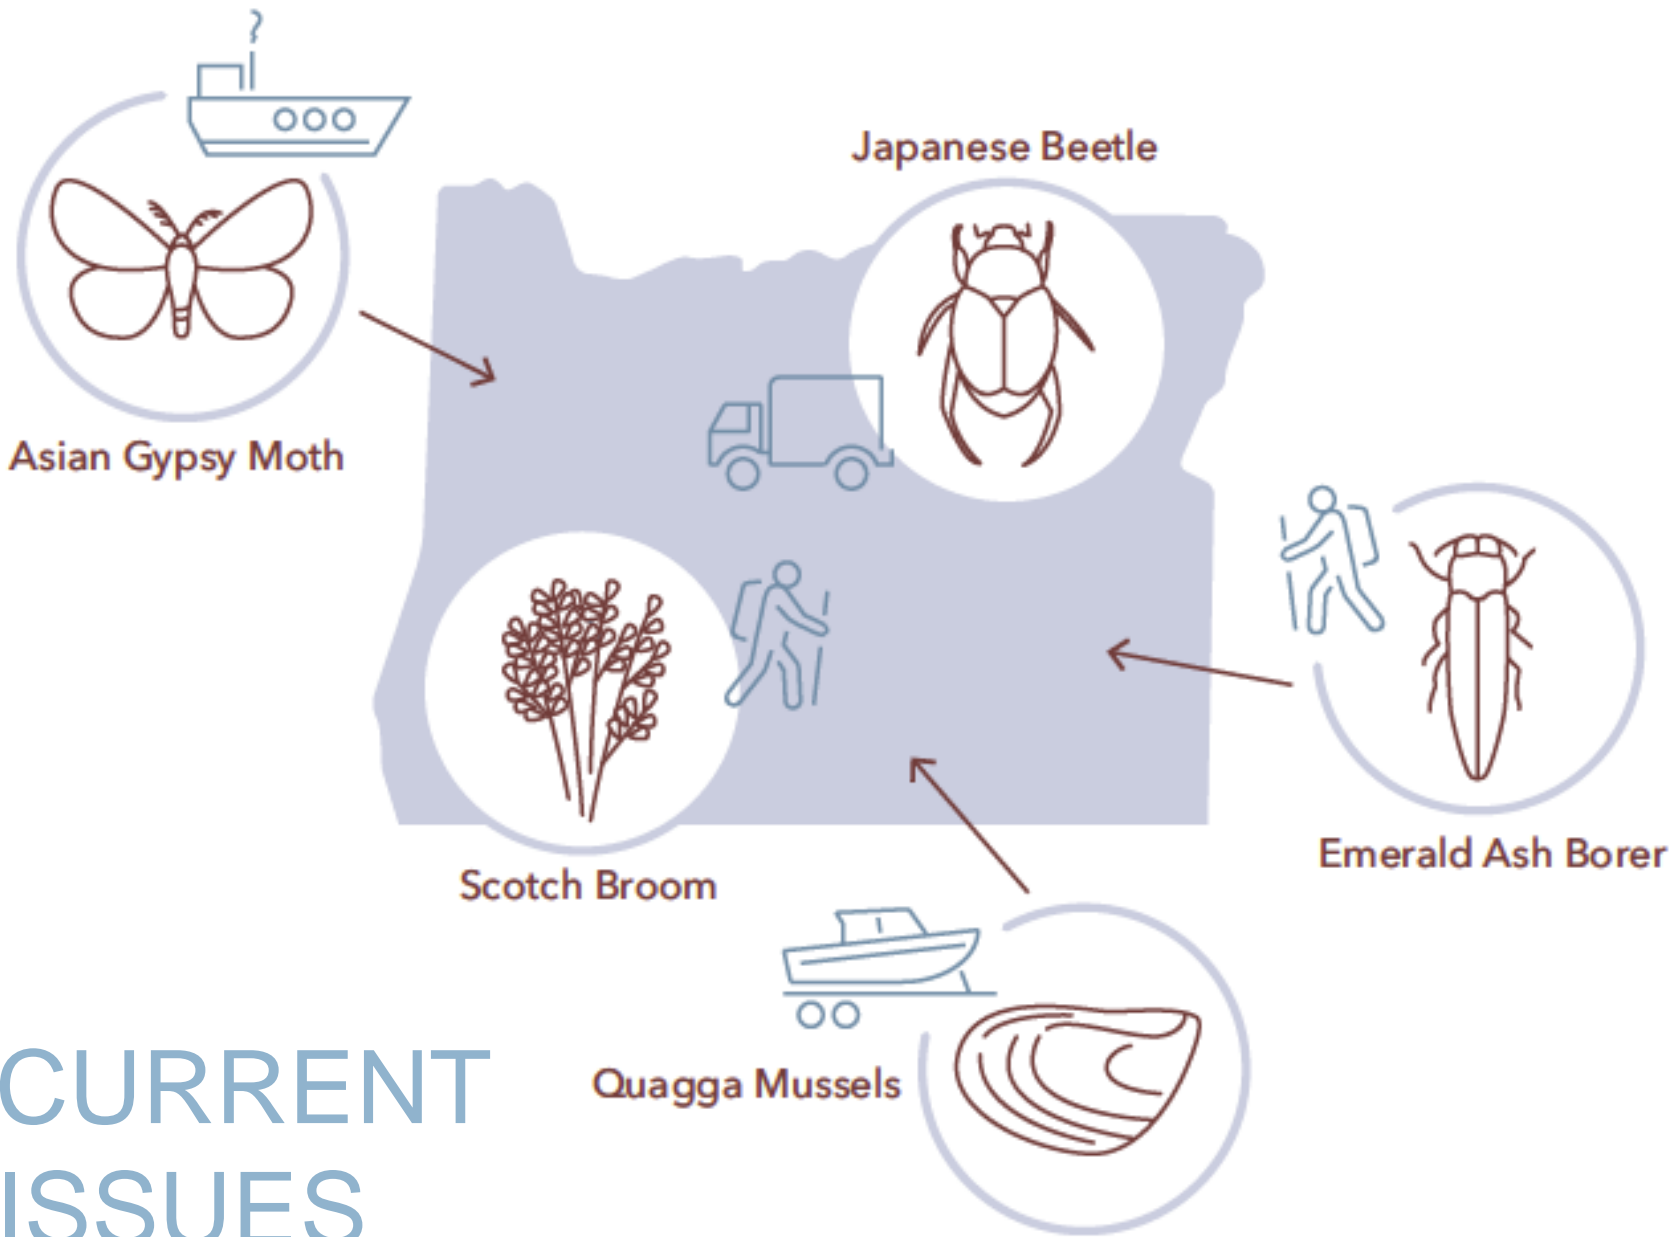 Japanese Beetle
Asian Gypsy Moth
Emerald Ash Borer
Scotch Broom
Quagga Mussels
CURRENT
ISSUES